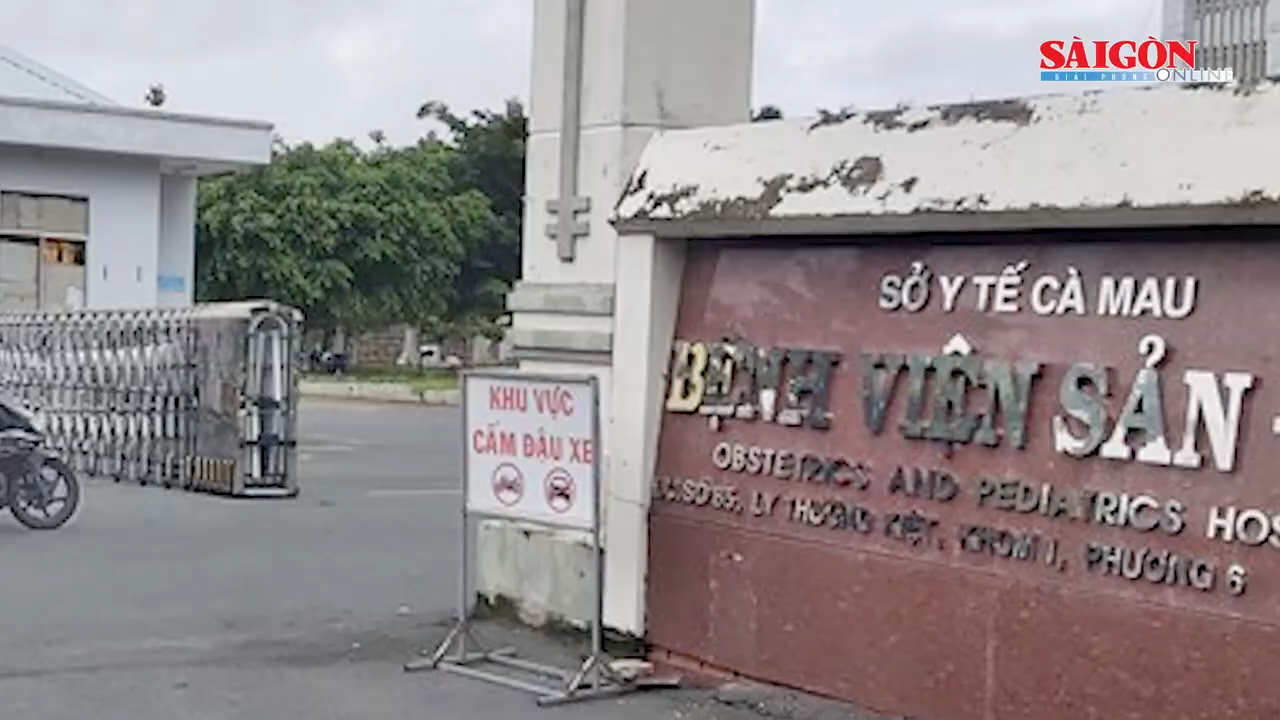 SÀIGÒN
GIẢI PHÓNG ONLINE
SỞ Y TẾ CÀ MAU
BỆNH VIỆN SẢN -
OBSTETRICS AND PEDIATRICS HOS
SỐ 85, LÝ THƯỜNG KIỆT, KHÓM 1, PHƯỜNG 6
KHU VỰC
CẤM ĐẬU XE